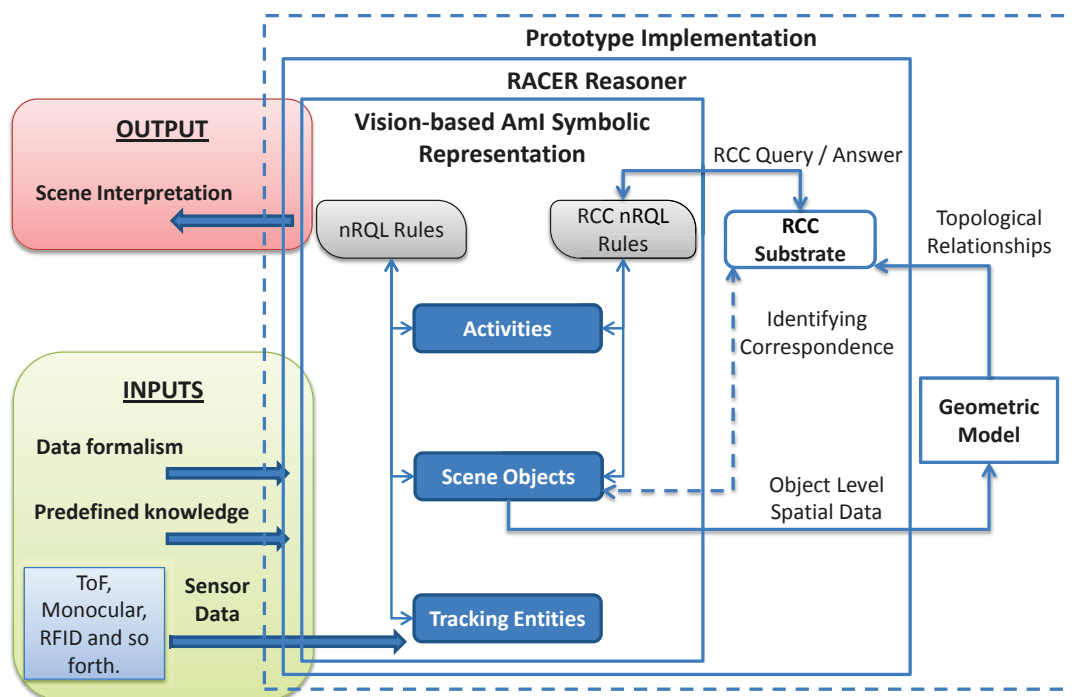 Prototype Implementation
RACER Reasoner
Vision-based AmI Symbolic
Representation
OUTPUT
Scene Interpretation
nRQL Rules
RCC nRQL
Rules
RCC Query / Answer
RCC
Substrate
Topological
Relationships
Activities
Identifying
Correspondence
INPUTS
Data formalism
Predefined knowledge
ToF,
Monocular,
RFID and so
forth.
Sensor
Data
Scene Objects
Object Level
Spatial Data
Geometric
Model
Tracking Entities